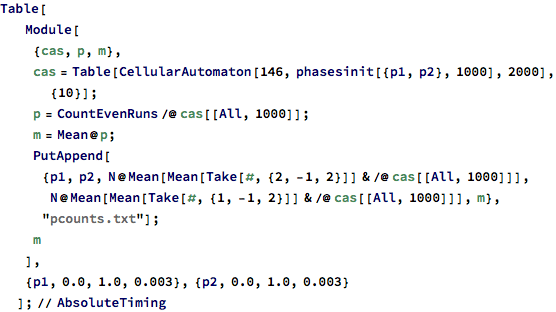 Table[
Module[
{cas, p, m},
cas = Table[CellularAutomaton[146, phasesinit[{p1, p2}, 1000], 2000],
{10}];
p = CountEvenRuns /@ cas[[All, 1000]];
m = Mean@p;
PutAppend[
{p1, p2, N@Mean[Mean[Take[#, {2, -1, 2}]] & /@ cas[[All, 1000]]],
N@Mean[Mean[Take[#, {1, -1, 2}]] & /@ cas[[All, 1000]]], m},
"pcounts.txt"];
m
],
{p1, 0.0, 1.0, 0.003}, {p2, 0.0, 1.0, 0.003}
]; // AbsoluteTiming